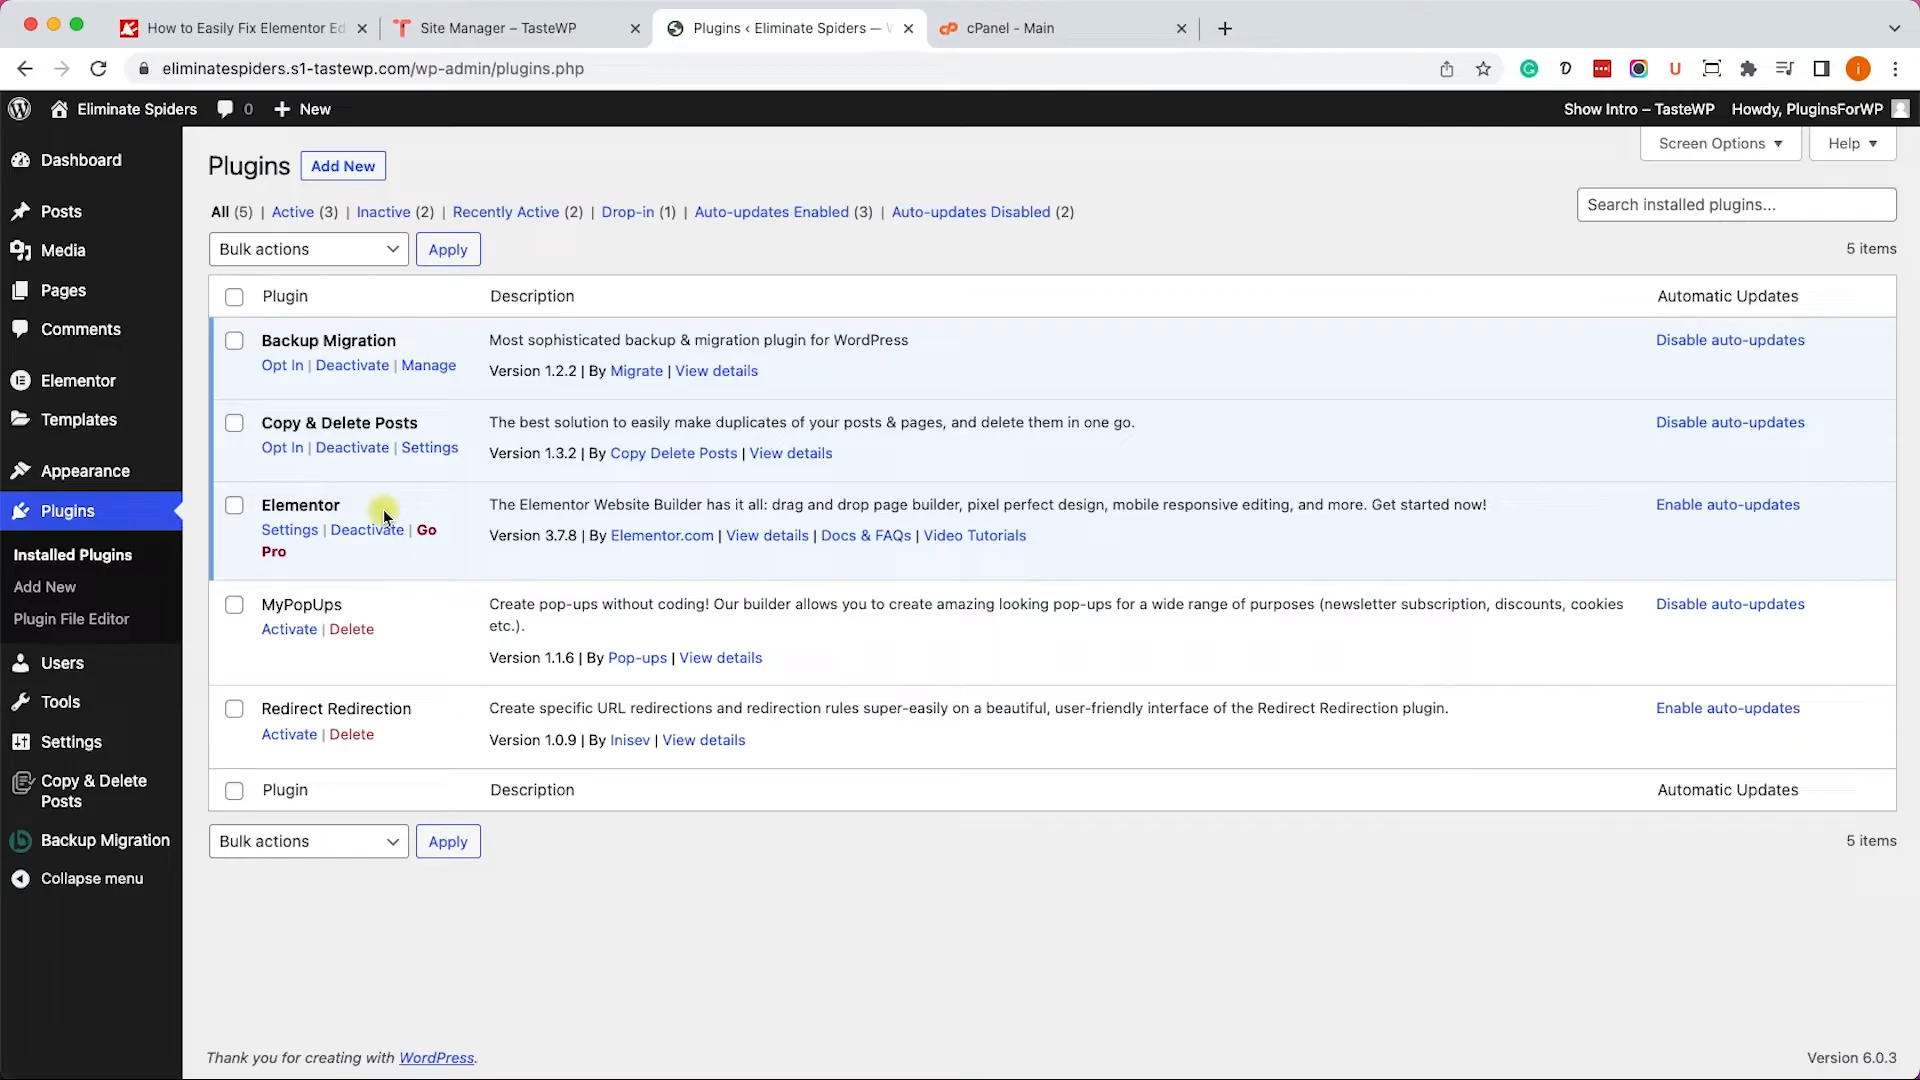 How to Easily Fix Elementor Ed
Site Manager – TasteWP
Plugins ‹ Eliminate Spiders — W
cPanel - Main
eliminatespiders.s1-tastewp.com/wp-admin/plugins.php
Eliminate Spiders
0
New
Show Intro – TasteWP
Howdy, PluginsForWP
Dashboard
Posts
Media
Pages
Comments
Elementor
Templates
Appearance
Plugins
Installed Plugins
Add New
Plugin File Editor
Users
Tools
Settings
Copy & Delete
Posts
Backup Migration
Collapse menu
Screen Options
Help
Plugins
Add New
All (5) | Active (3) | Inactive (2) | Recently Active (2) | Drop-in (1) | Auto-updates Enabled (3) | Auto-updates Disabled (2)
Search installed plugins...
Bulk actions
Apply
5 items
Plugin
Description
Automatic Updates
Backup Migration
Opt In | Deactivate | Manage
Most sophisticated backup & migration plugin for WordPress
Version 1.2.2 | By Migrate | View details
Disable auto-updates
Copy & Delete Posts
Opt In | Deactivate | Settings
The best solution to easily make duplicates of your posts & pages, and delete them in one go.
Version 1.3.2 | By Copy Delete Posts | View details
Disable auto-updates
Elementor
Settings | Deactivate | Go
Pro
The Elementor Website Builder has it all: drag and drop page builder, pixel perfect design, mobile responsive editing, and more. Get started now!
Version 3.7.8 | By Elementor.com | View details | Docs & FAQs | Video Tutorials
Enable auto-updates
MyPopUps
Activate | Delete
Create pop-ups without coding! Our builder allows you to create amazing looking pop-ups for a wide range of purposes (newsletter subscription, discounts, cookies
etc.).
Version 1.1.6 | By Pop-ups | View details
Disable auto-updates
Redirect Redirection
Activate | Delete
Create specific URL redirections and redirection rules super-easily on a beautiful, user-friendly interface of the Redirect Redirection plugin.
Version 1.0.9 | By Inisev | View details
Enable auto-updates
Plugin
Description
Automatic Updates
Bulk actions
Apply
5 items
Thank you for creating with WordPress.
Version 6.0.3